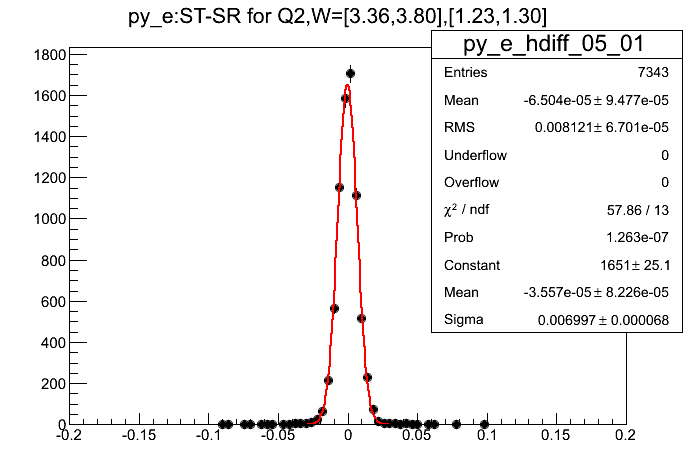 py_e:ST-SR for Q2,W=[3.36,3.80],[1.23,1.30]
py_e_hdiff_05_01
Entries 7343
Mean -6.504e-05 ± 9.477e-05
RMS 0.008121 ± 6.701e-05
Underflow 0
Overflow 0
χ² / ndf 57.86 / 13
Prob 1.263e-07
Constant 1651 ± 25.1
Mean -3.557e-05 ± 8.226e-05
Sigma 0.006997 ± 0.000068
1800
1600
1400
1200
1000
800
600
400
200
0
-0.2 -0.15 -0.1 -0.05 0 0.05 0.1 0.15 0.2